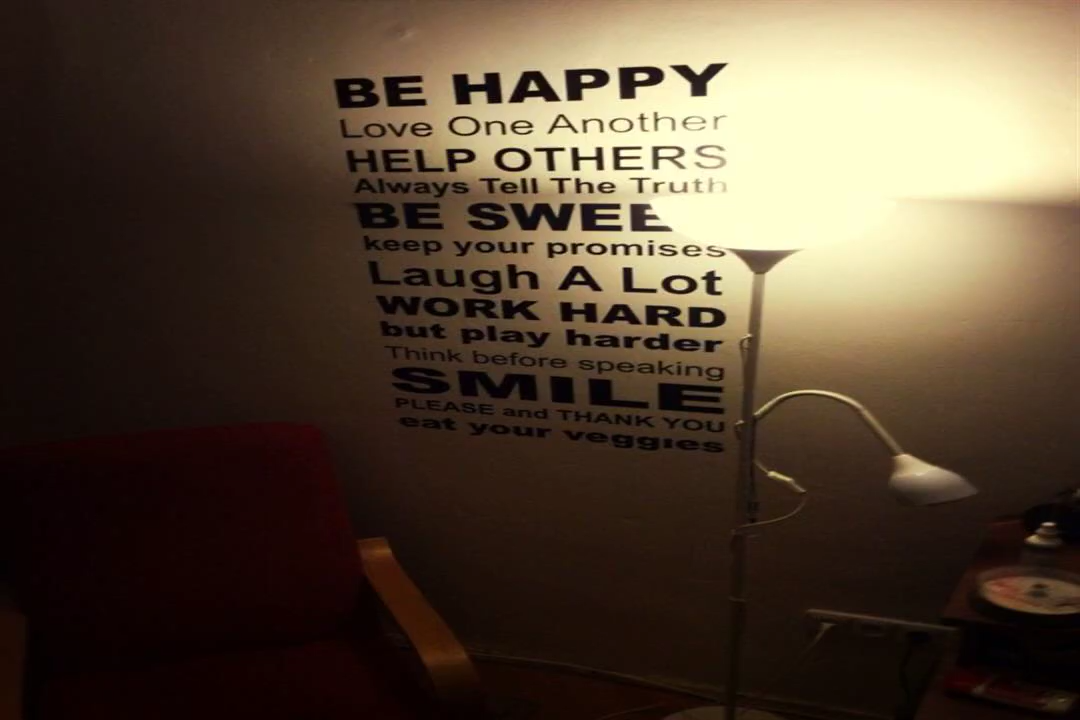 BE HAPPY
Love One Another
HELP OTHERS
Always Tell The Truth
BE SWEE
keep your promises
Laugh A Lot
WORK HARD
but play harder
Think before speaking
SMILE
PLEASE and THANK YOU
eat your veggies